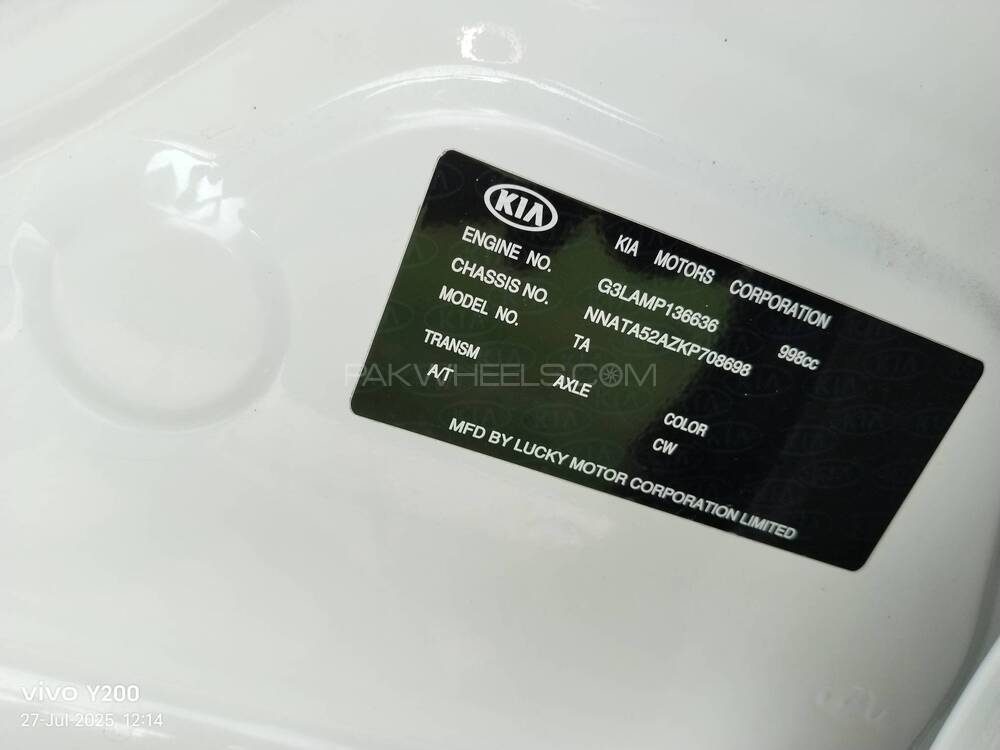 KIA
KIA MOTORS CORPORATION
ENGINE NO. G3LAMP136636 998cc
CHASSIS NO. NNATA52AZKP708698
MODEL NO. TA
TRANSM AXLE COLOR
A/T CW
MFD BY LUCKY MOTOR CORPORATION LIMITED
PAKWHEELS.COM
vivo Y200
27-Jul-2025, 12:14